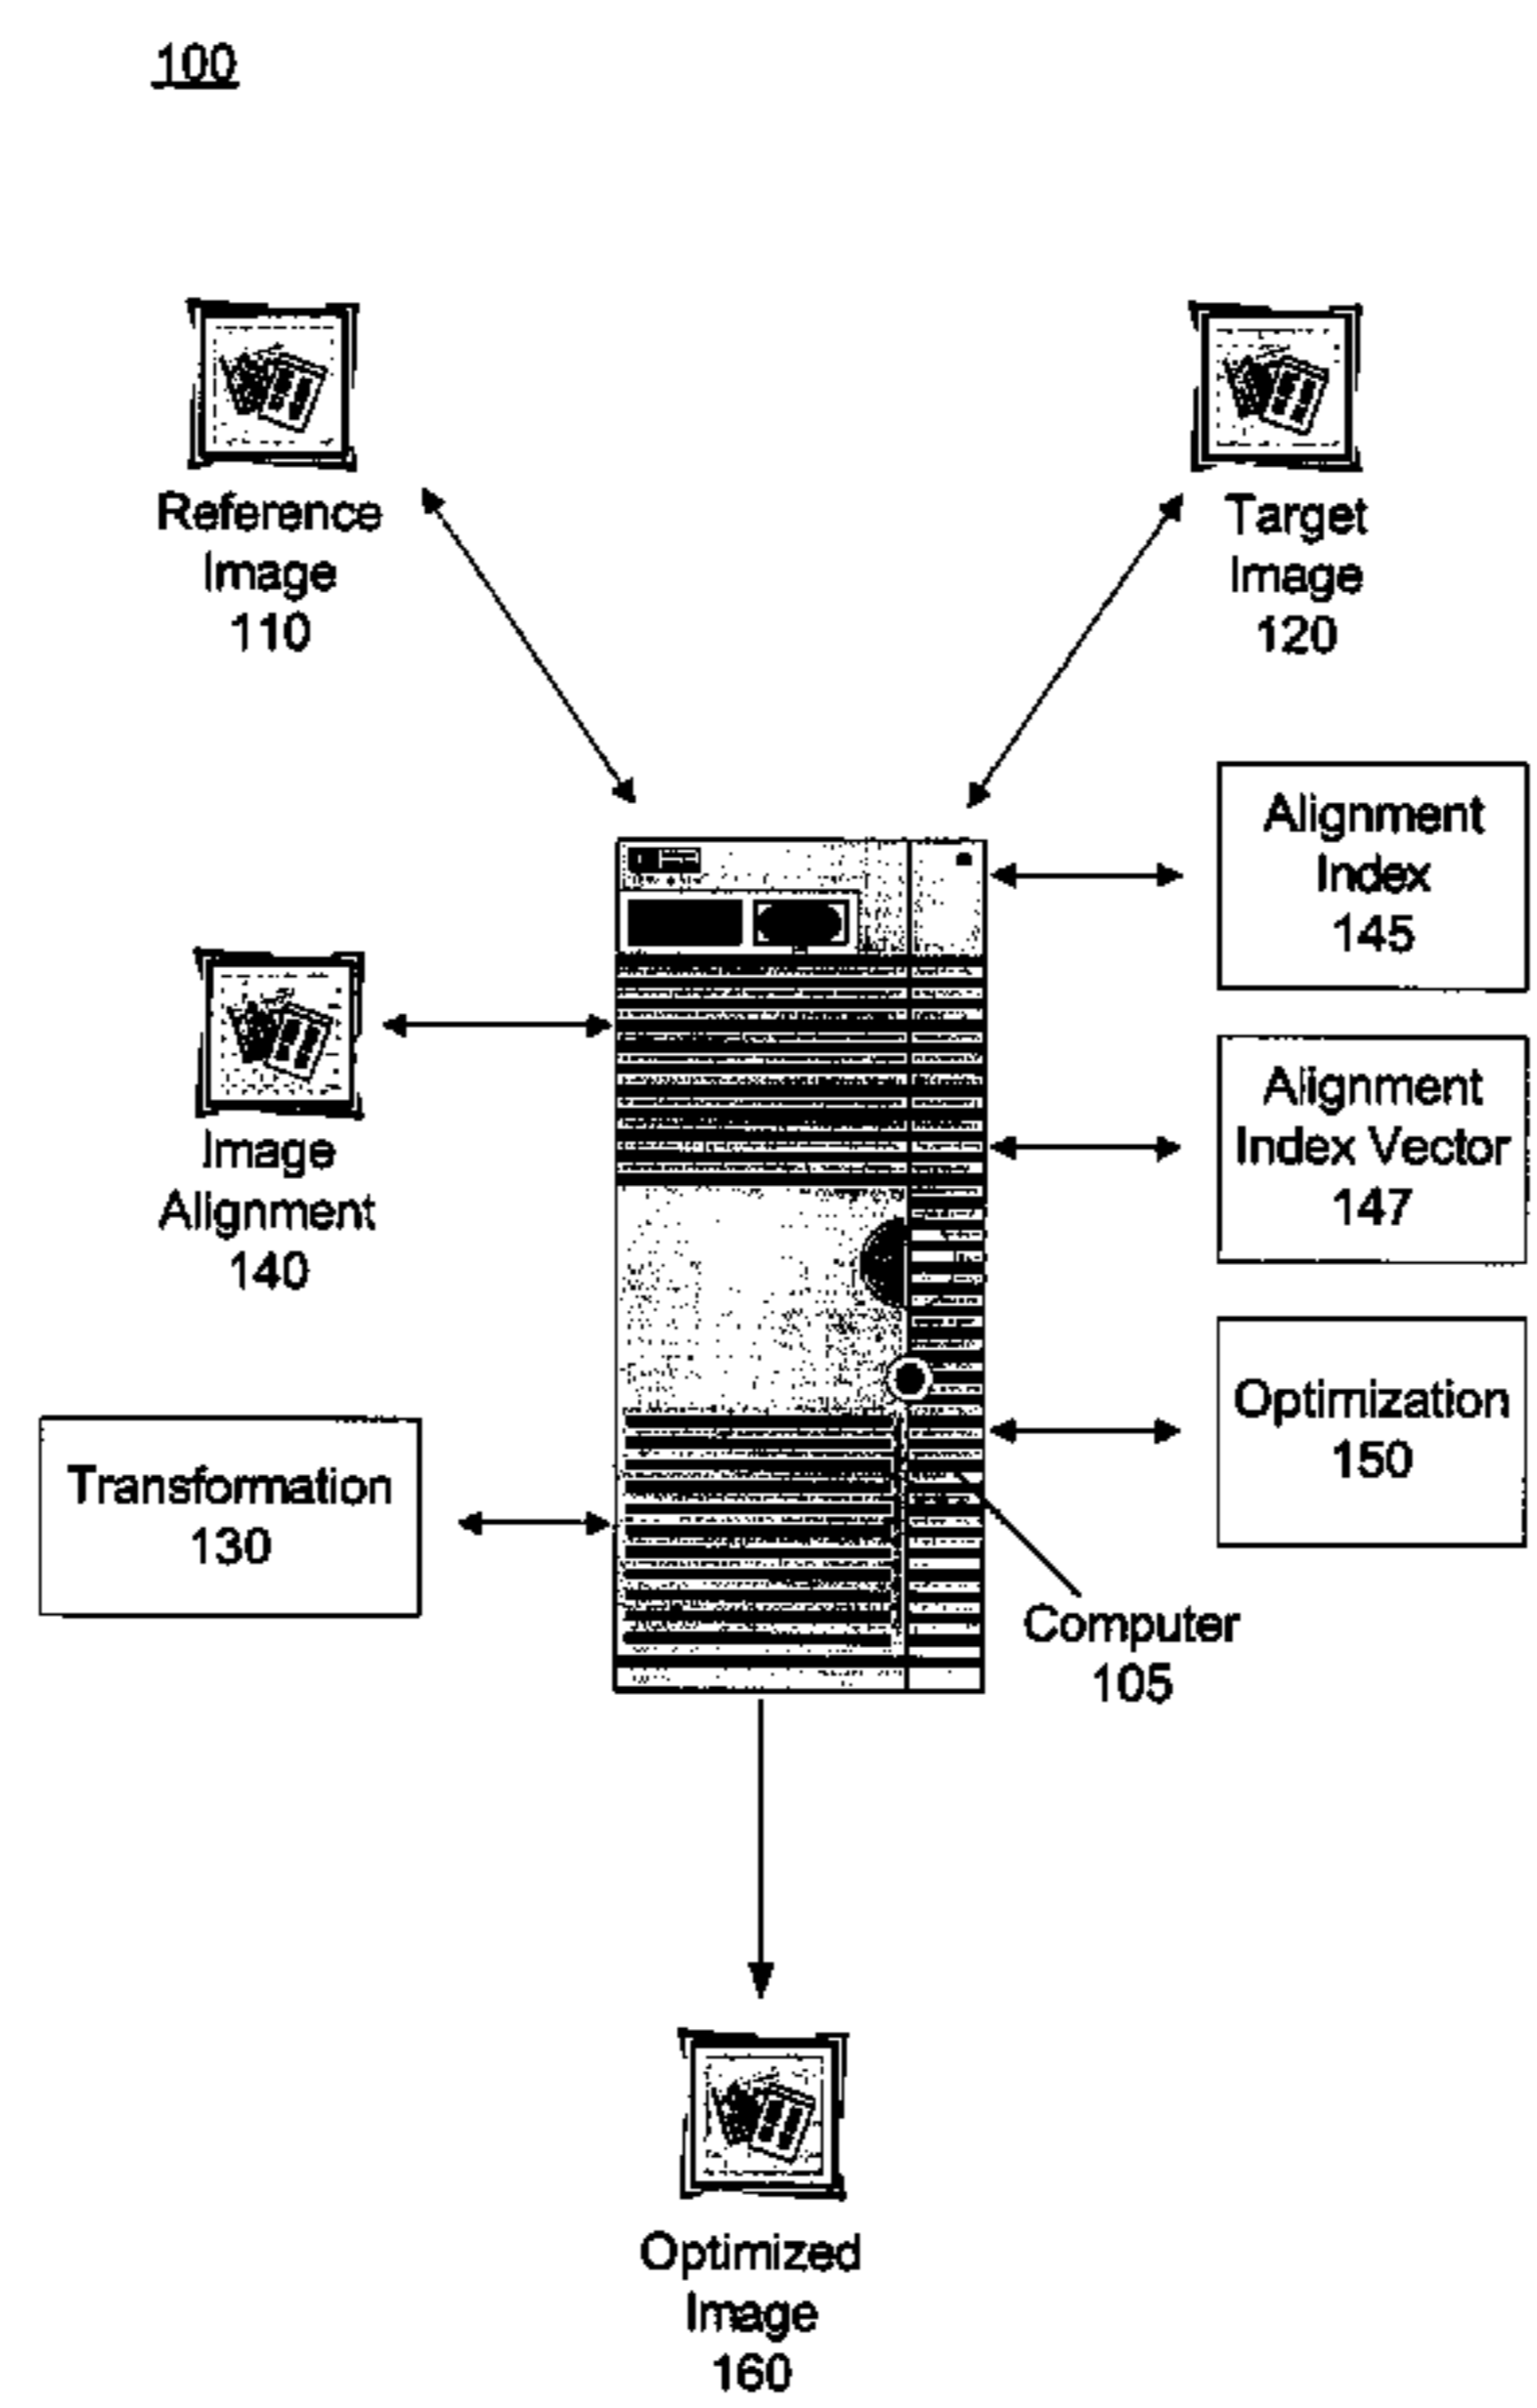 100
Reference
Image
110
Target
Image
120
Alignment
Index
145
Image
Alignment
140
Alignment
Index Vector
147
Optimization
150
Transformation
130
Computer
105
Optimized
Image
160